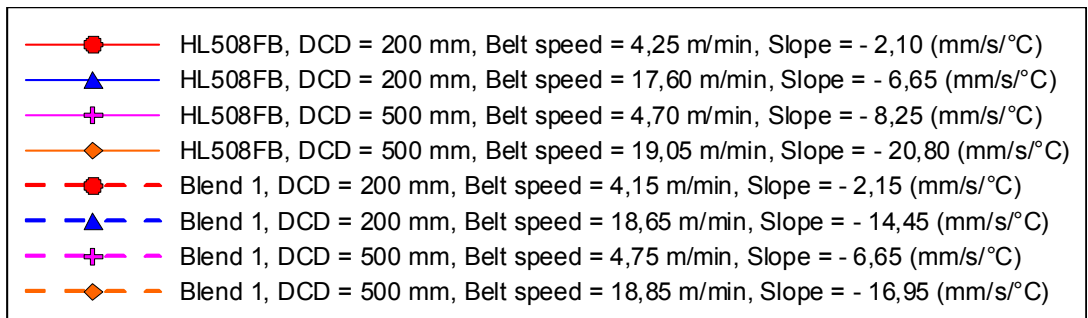 HL508FB, DCD = 200 mm, Belt speed = 4,25 m/min, Slope = - 2,10 (mm/s/°C)
HL508FB, DCD = 200 mm, Belt speed = 17,60 m/min, Slope = - 6,65 (mm/s/°C)
HL508FB, DCD = 500 mm, Belt speed = 4,70 m/min, Slope = - 8,25 (mm/s/°C)
HL508FB, DCD = 500 mm, Belt speed = 19,05 m/min, Slope = - 20,80 (mm/s/°C)
Blend 1, DCD = 200 mm, Belt speed = 4,15 m/min, Slope = - 2,15 (mm/s/°C)
Blend 1, DCD = 200 mm, Belt speed = 18,65 m/min, Slope = - 14,45 (mm/s/°C)
Blend 1, DCD = 500 mm, Belt speed = 4,75 m/min, Slope = - 6,65 (mm/s/°C)
Blend 1, DCD = 500 mm, Belt speed = 18,85 m/min, Slope = - 16,95 (mm/s/°C)